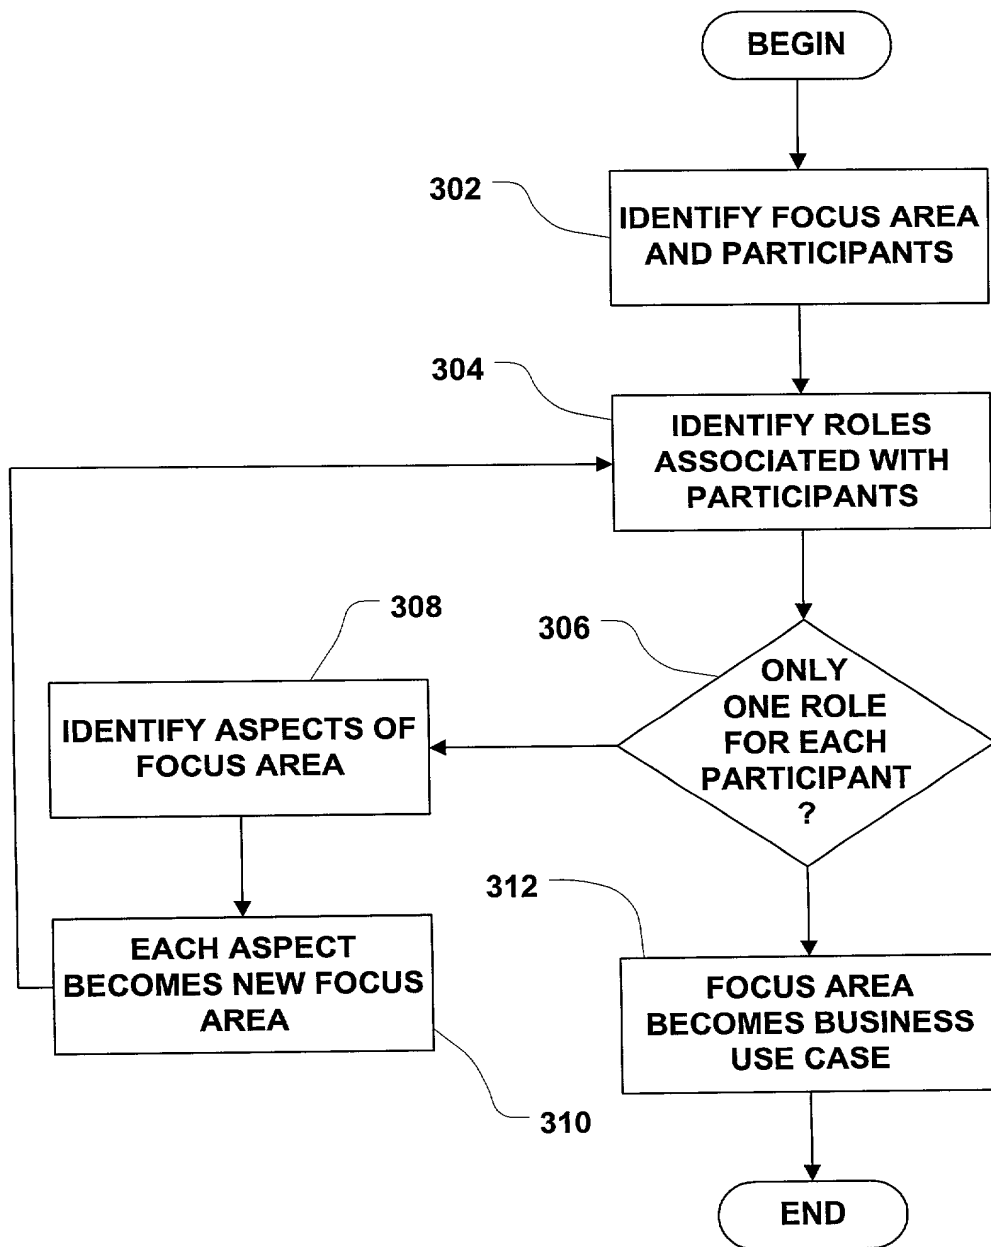 BEGIN
302
IDENTIFY FOCUS AREA
AND PARTICIPANTS
304
IDENTIFY ROLES
ASSOCIATED WITH
PARTICIPANTS
306
ONLY
ONE ROLE
FOR EACH
PARTICIPANT
?
308
IDENTIFY ASPECTS OF
FOCUS AREA
EACH ASPECT
BECOMES NEW FOCUS
AREA
310
312
FOCUS AREA
BECOMES BUSINESS
USE CASE
END